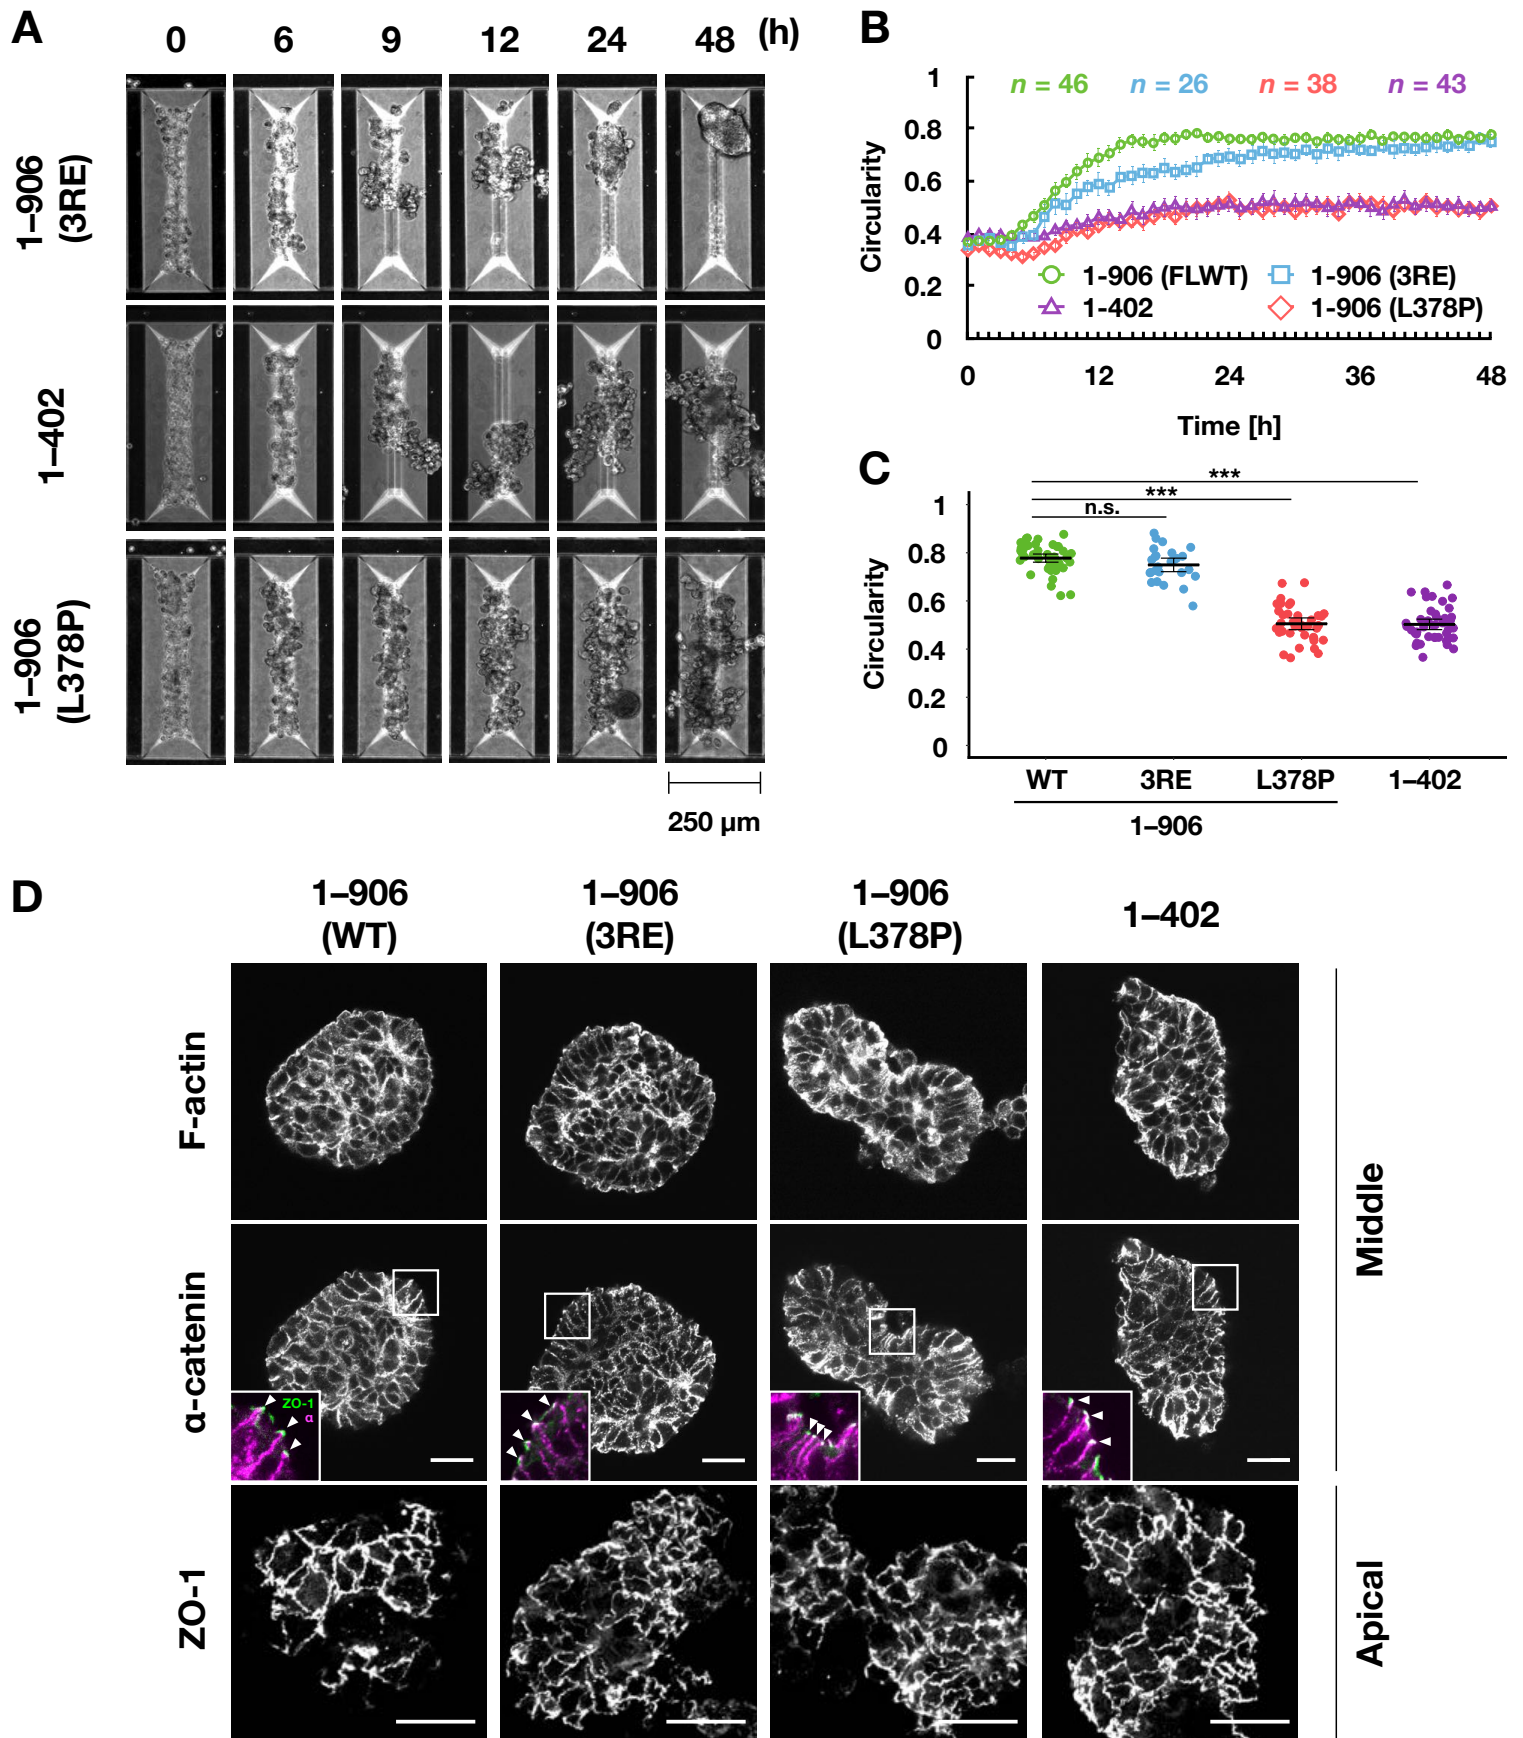 A
0 6 9 12 24 48 (h)
1–906
(3RE)
1–402
1–906
(L378P)
250 µm
B
n = 46 n = 26 n = 38 n = 43
Circularity
1
0.8
0.6
0.4
0.2
0
1-906 (FLWT) 1-906 (3RE)
1-402 1-906 (L378P)
0 12 24 36 48
Time [h]
C
***
***
n.s.
Circularity
1
0.8
0.6
0.4
0.2
0
WT 3RE L378P 1–402
1–906
D
1–906
(WT)
1–906
(3RE)
1–906
(L378P)
1–402
F-actin
α-catenin
ZO-1
α
Middle
ZO-1
Apical